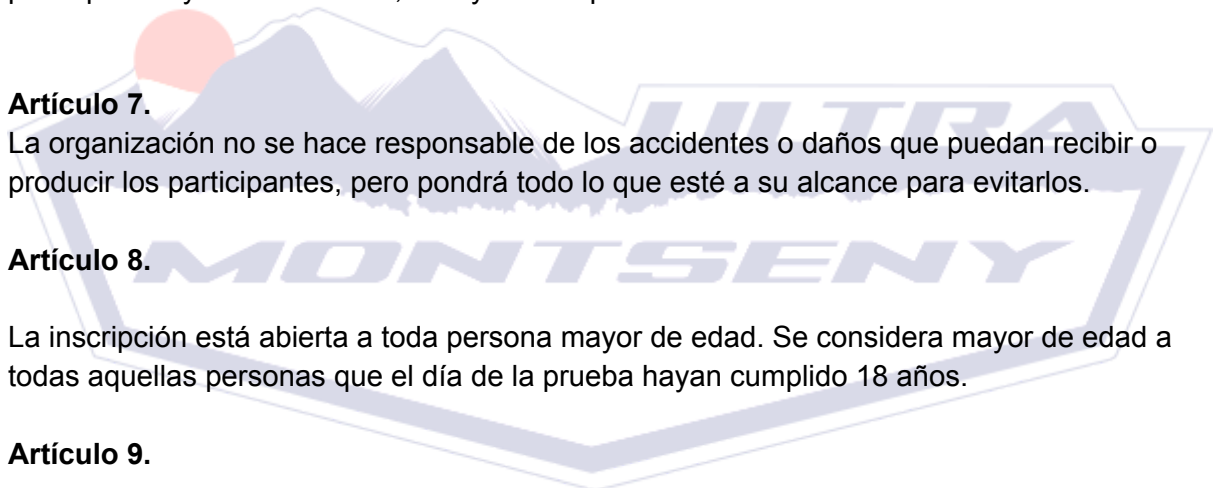 Artículo 7.
La organización no se hace responsable de los accidentes o daños que puedan recibir o
producir los participantes, pero pondrá todo lo que esté a su alcance para evitarlos.
ULTRA
MONTSENY
Artículo 8.
La inscripción está abierta a toda persona mayor de edad. Se considera mayor de edad a
todas aquellas personas que el día de la prueba hayan cumplido 18 años.
Artículo 9.